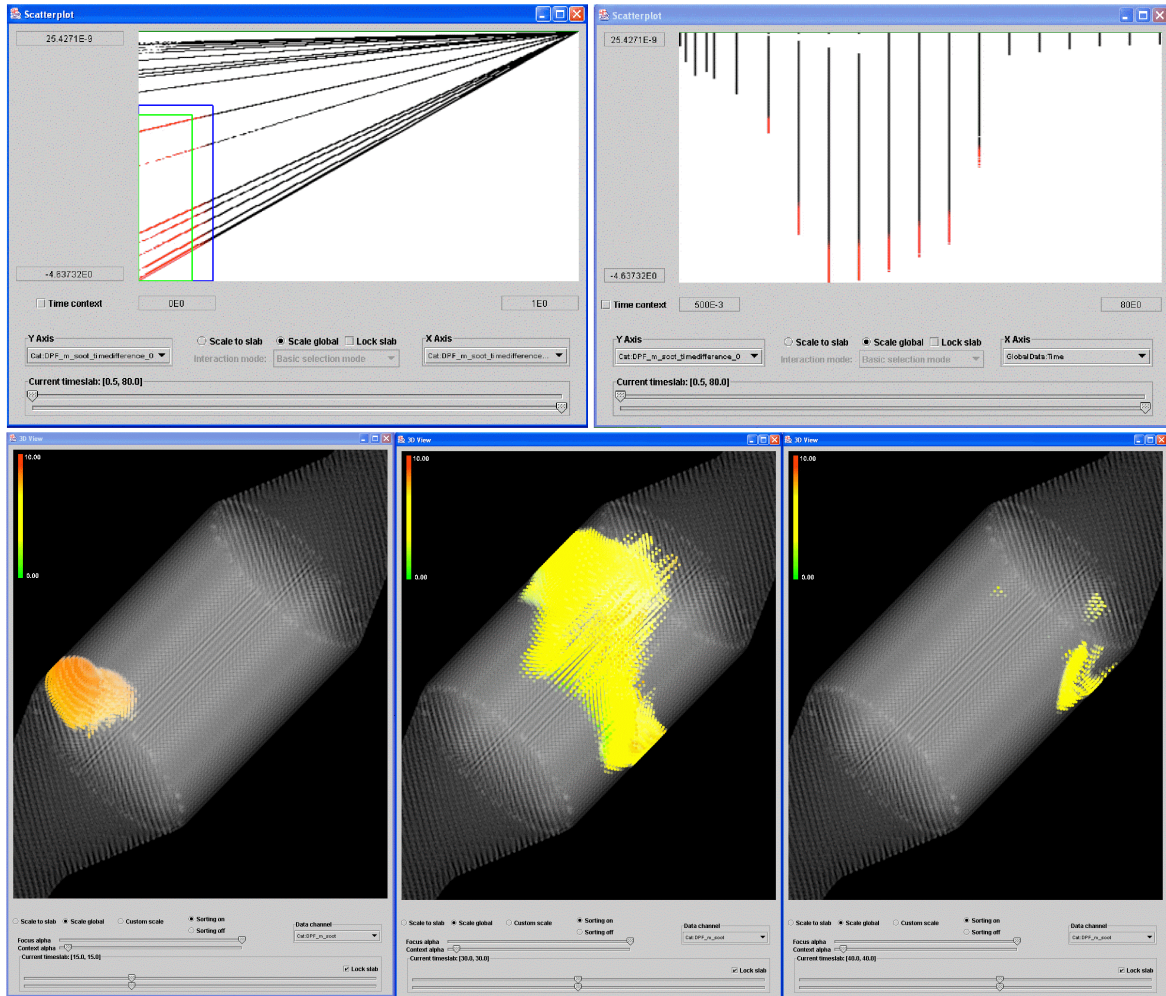 Scatterplot
25.4271E-9
-4.63732E0
Time context
0E0
1E0
Y Axis
Scale to slab
Scale global
Lock slab
X Axis
Cat:DPF_m_soot_timedifference_0
Interaction mode:
Basic selection mode
Cat:DPF_m_soot_timedifference...
Current timeslab: [0.5, 80.0]
Scatterplot
25.4271E-9
-4.63732E0
Time context
500E-3
80E0
Y Axis
Scale to slab
Scale global
Lock slab
X Axis
Cat:DPF_m_soot_timedifference_0
Interaction mode:
Basic selection mode
GlobalData:Time
Current timeslab: [0.5, 80.0]
3D View
10.00
0.00
Scale to slab
Scale global
Custom scale
Sorting on
Sorting off
Data channel
Cat:DPF_m_soot
Focus alpha
Context alpha
Current timeslab: [15.0, 15.0]
Lock slab
3D View
10.00
0.00
Scale to slab
Scale global
Custom scale
Sorting on
Sorting off
Data channel
Cat:DPF_m_soot
Focus alpha
Context alpha
Current timeslab: [30.0, 30.0]
Lock slab
3D View
10.00
0.00
Scale to slab
Scale global
Custom scale
Sorting on
Sorting off
Data channel
Cat:DPF_m_soot
Focus alpha
Context alpha
Current timeslab: [40.0, 40.0]
Lock slab